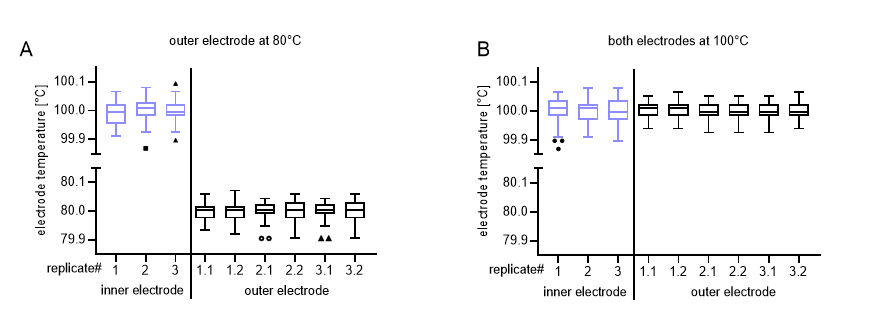 A
outer electrode at 80°C
electrode temperature [°C]
100.1
100.0
99.9
80.1
80.0
79.9
replicate#
1 2 3 1.1 1.2 2.1 2.2 3.1 3.2
inner electrode outer electrode
B
both electrodes at 100°C
electrode temperature [°C]
100.1
100.0
99.9
80.1
80.0
79.9
replicate#
1 2 3 1.1 1.2 2.1 2.2 3.1 3.2
inner electrode outer electrode